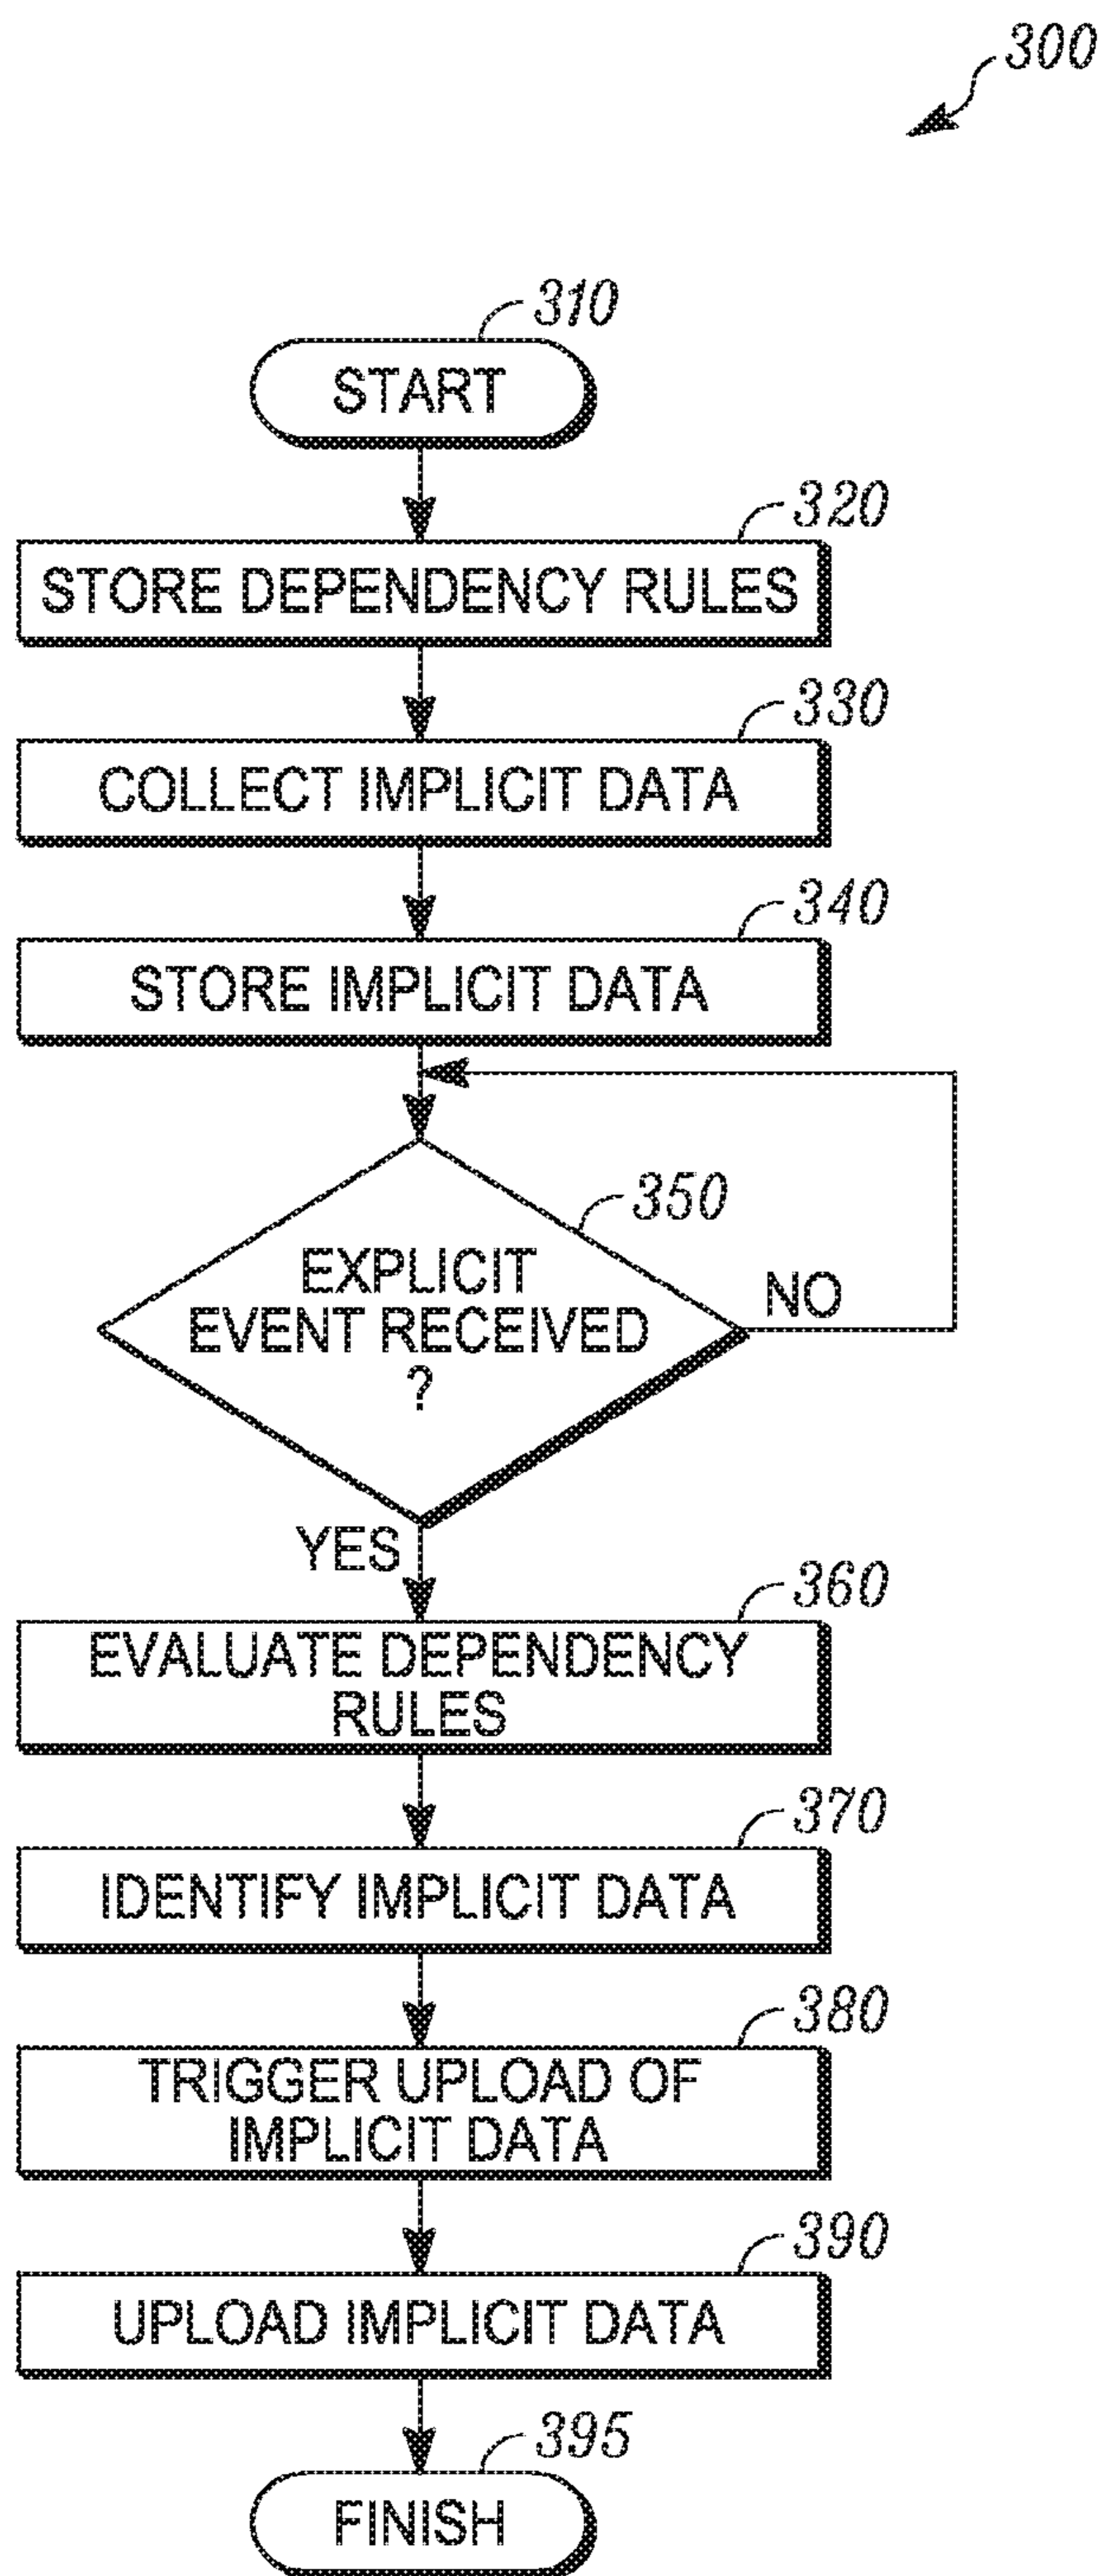 300
310
START
320
STORE DEPENDENCY RULES
330
COLLECT IMPLICIT DATA
340
STORE IMPLICIT DATA
350
EXPLICIT
EVENT RECEIVED
?
NO
YES
360
EVALUATE DEPENDENCY
RULES
370
IDENTIFY IMPLICIT DATA
380
TRIGGER UPLOAD OF
IMPLICIT DATA
390
UPLOAD IMPLICIT DATA
395
FINISH